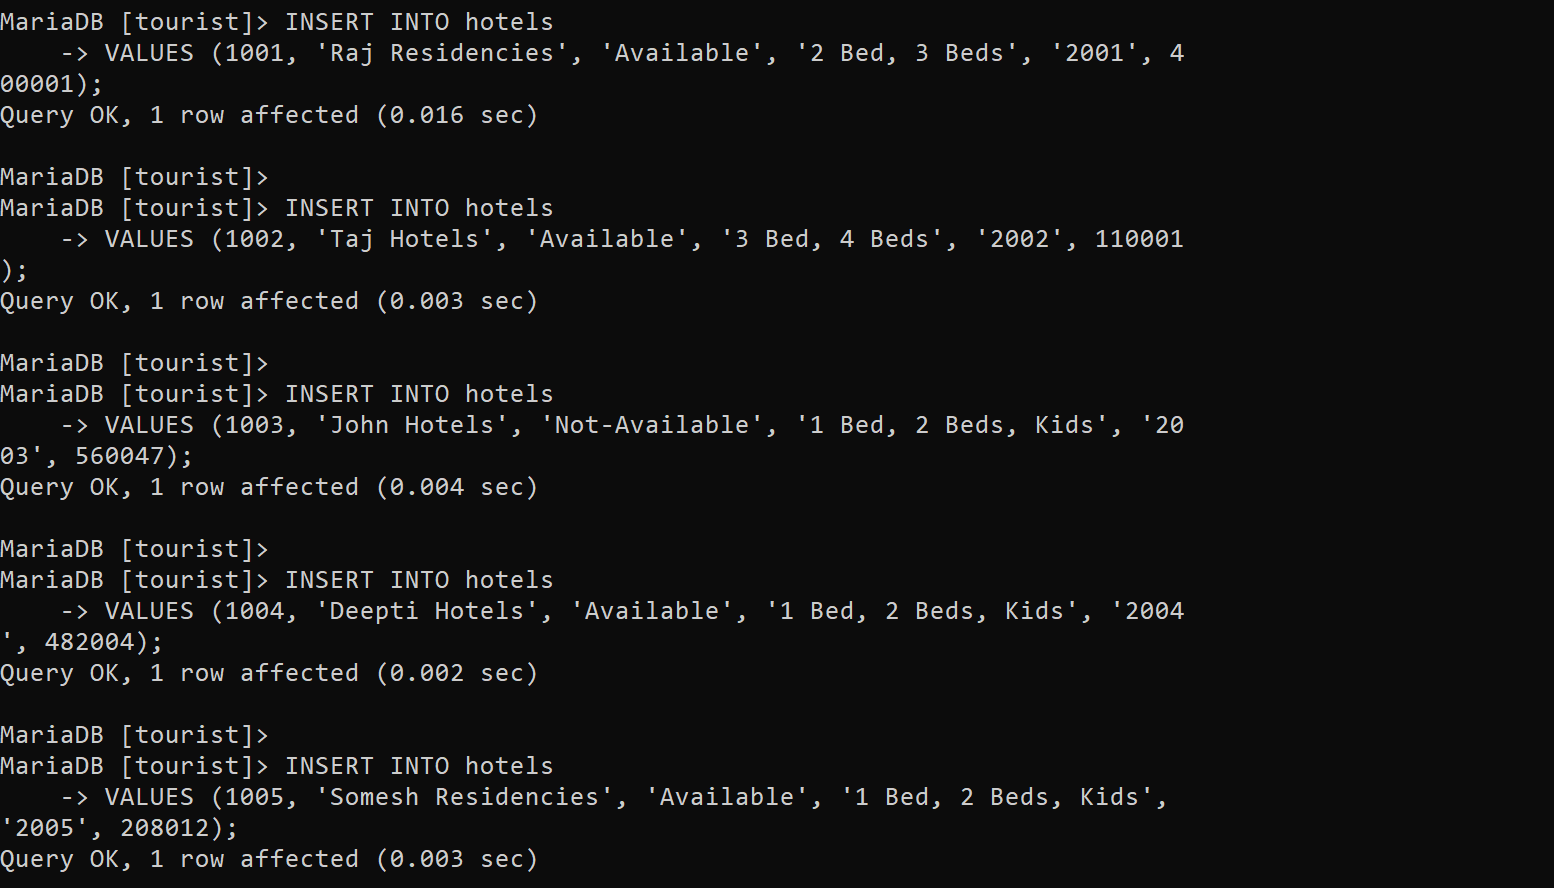 MariaDB [tourist]> INSERT INTO hotels
    -> VALUES (1001, 'Raj Residencies', 'Available', '2 Bed, 3 Beds', '2001', 4
00001);
Query OK, 1 row affected (0.016 sec)

MariaDB [tourist]>
MariaDB [tourist]> INSERT INTO hotels
    -> VALUES (1002, 'Taj Hotels', 'Available', '3 Bed, 4 Beds', '2002', 110001
);
Query OK, 1 row affected (0.003 sec)

MariaDB [tourist]>
MariaDB [tourist]> INSERT INTO hotels
    -> VALUES (1003, 'John Hotels', 'Not-Available', '1 Bed, 2 Beds, Kids', '20
03', 560047);
Query OK, 1 row affected (0.004 sec)

MariaDB [tourist]>
MariaDB [tourist]> INSERT INTO hotels
    -> VALUES (1004, 'Deepti Hotels', 'Available', '1 Bed, 2 Beds, Kids', '2004
', 482004);
Query OK, 1 row affected (0.002 sec)

MariaDB [tourist]>
MariaDB [tourist]> INSERT INTO hotels
    -> VALUES (1005, 'Somesh Residencies', 'Available', '1 Bed, 2 Beds, Kids',
'2005', 208012);
Query OK, 1 row affected (0.003 sec)